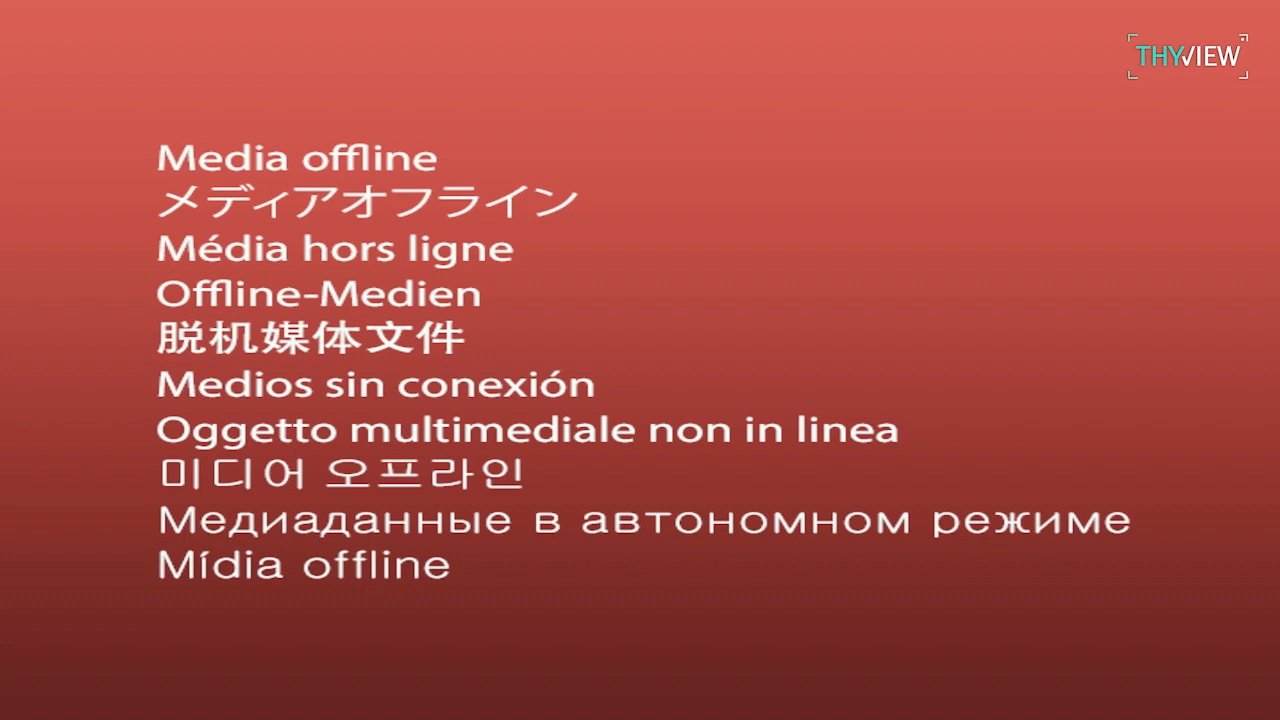 THYVIEW
Media offline
メディアオフライン
Média hors ligne
Offline-Medien
脱机媒体文件
Medios sin conexión
Oggetto multimediale non in linea
미디어 오프라인
Медиаданные в автономном режиме
Mídia offline